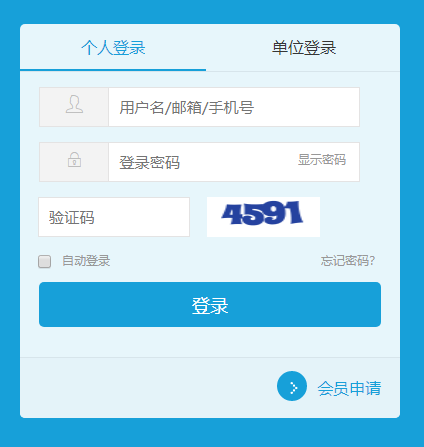 个人登录 单位登录
用户名/邮箱/手机号
登录密码 显示密码
验证码 4591
自动登录 忘记密码?
登录
会员申请